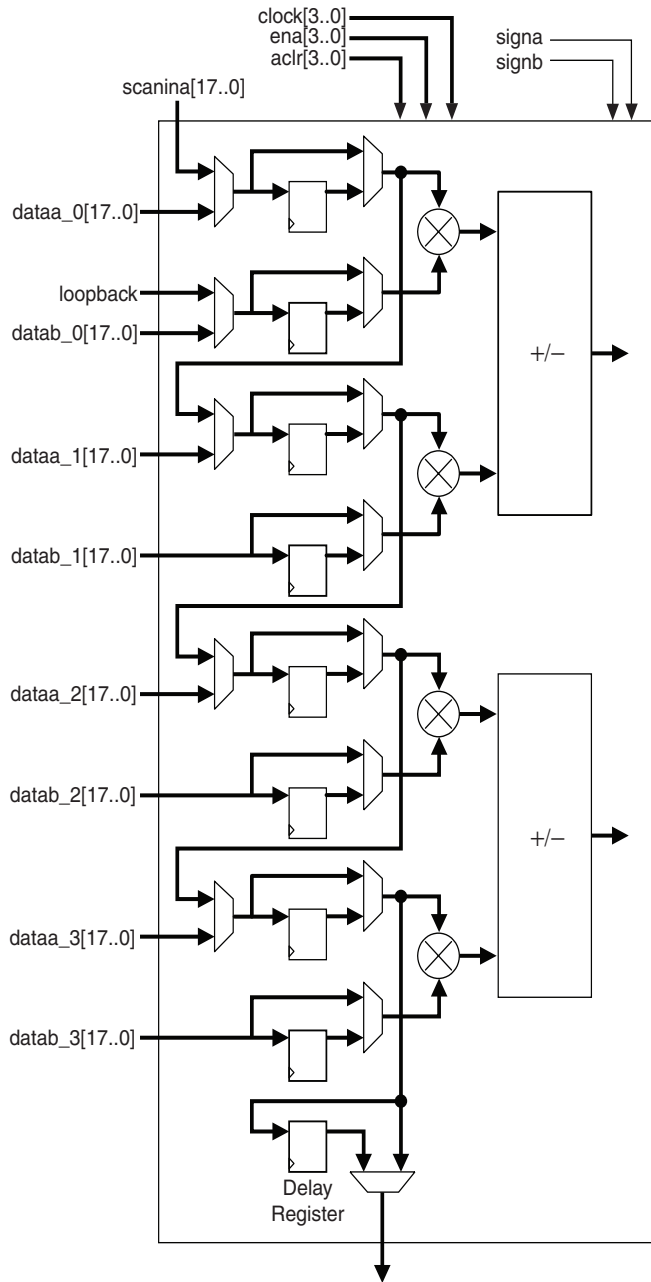 clock[3..0]
ena[3..0]
aclr[3..0]
signa
signb
scanina[17..0]
dataa_0[17..0]
loopback
datab_0[17..0]
+/−
dataa_1[17..0]
datab_1[17..0]
dataa_2[17..0]
datab_2[17..0]
+/−
dataa_3[17..0]
datab_3[17..0]
Delay
Register